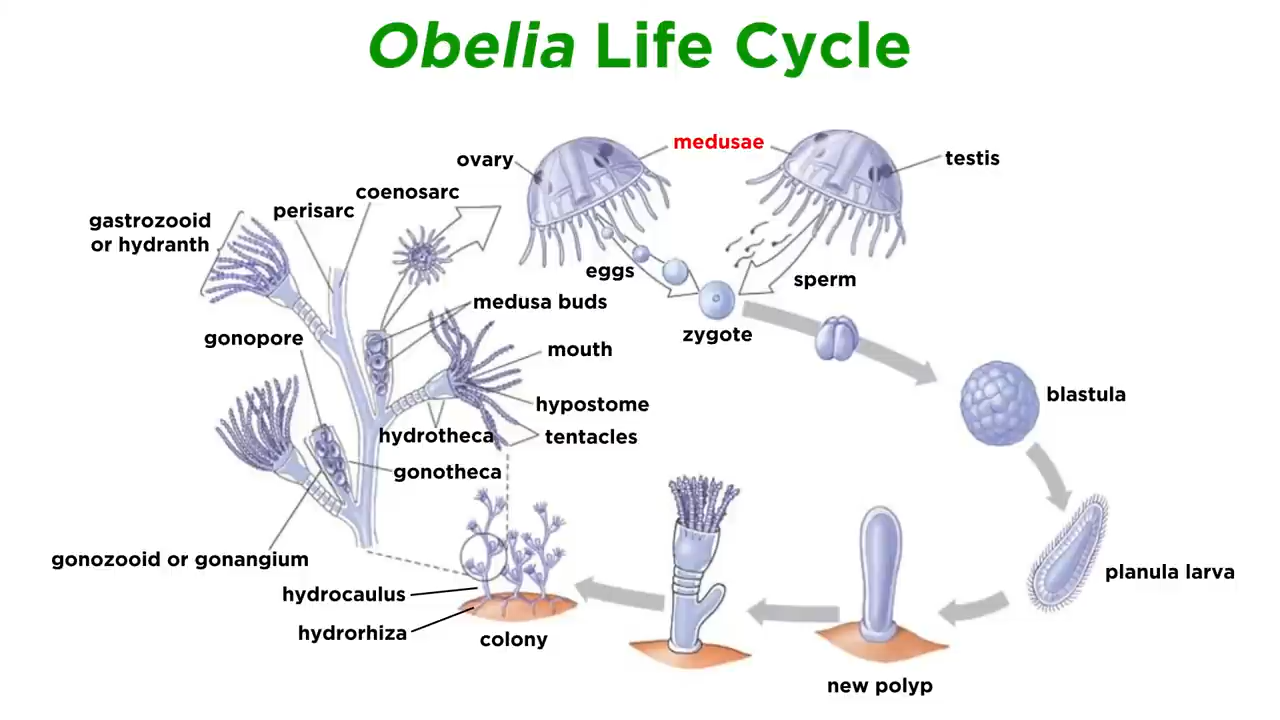 Obelia Life Cycle
medusae
ovary
testis
coenosarc
perisarc
gastrozooid
or hydranth
eggs
sperm
medusa buds
zygote
gonopore
mouth
blastula
hypostome
hydrotheca
tentacles
gonotheca
gonozooid or gonangium
planula larva
hydrocaulus
hydrorhiza
colony
new polyp